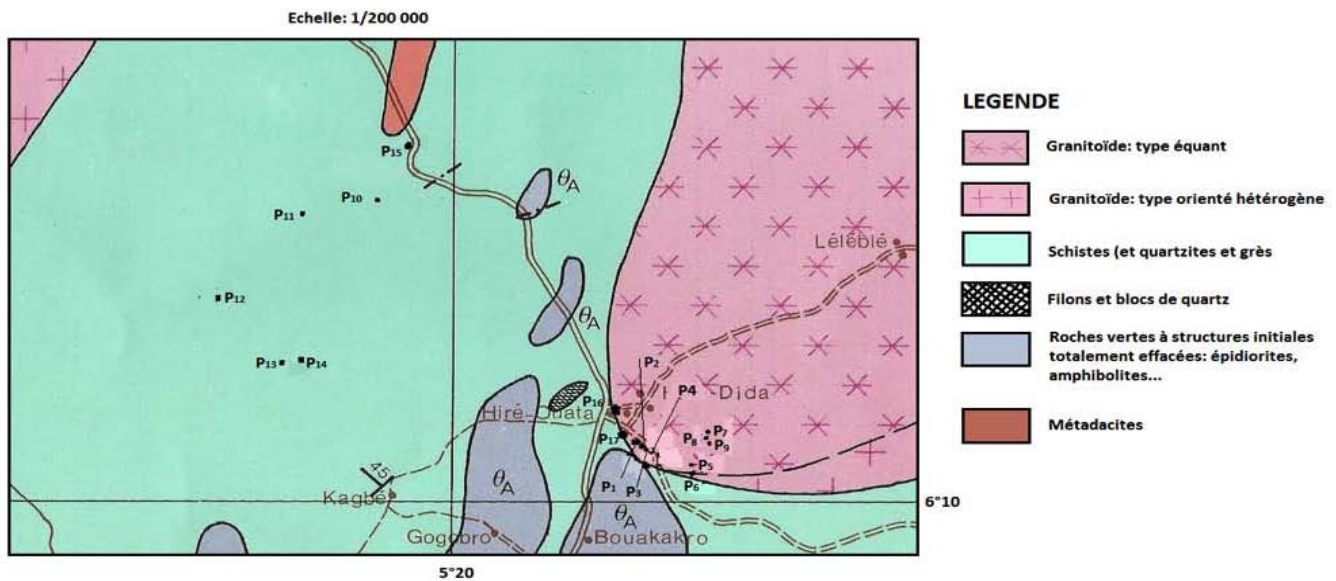 Echelle: 1/200 000
P15
θA
P10
P11
Léléblé
P12
θA
P13
P14
P2
P4
P16
H -Dida
Hiré-Ouata
P17
P7
P8
P9
P5
P6
P1
P3
45
θA
θA
Kagbé
6°10
Gogobro
Bouakakro
5°20
LEGENDE
Granitoïde: type équant
Granitoïde: type orienté hétérogène
Schistes (et quartzites et grès
Filons et blocs de quartz
Roches vertes à structures initiales
totalement effacées: épidiorites,
amphibolites...
Métadacites